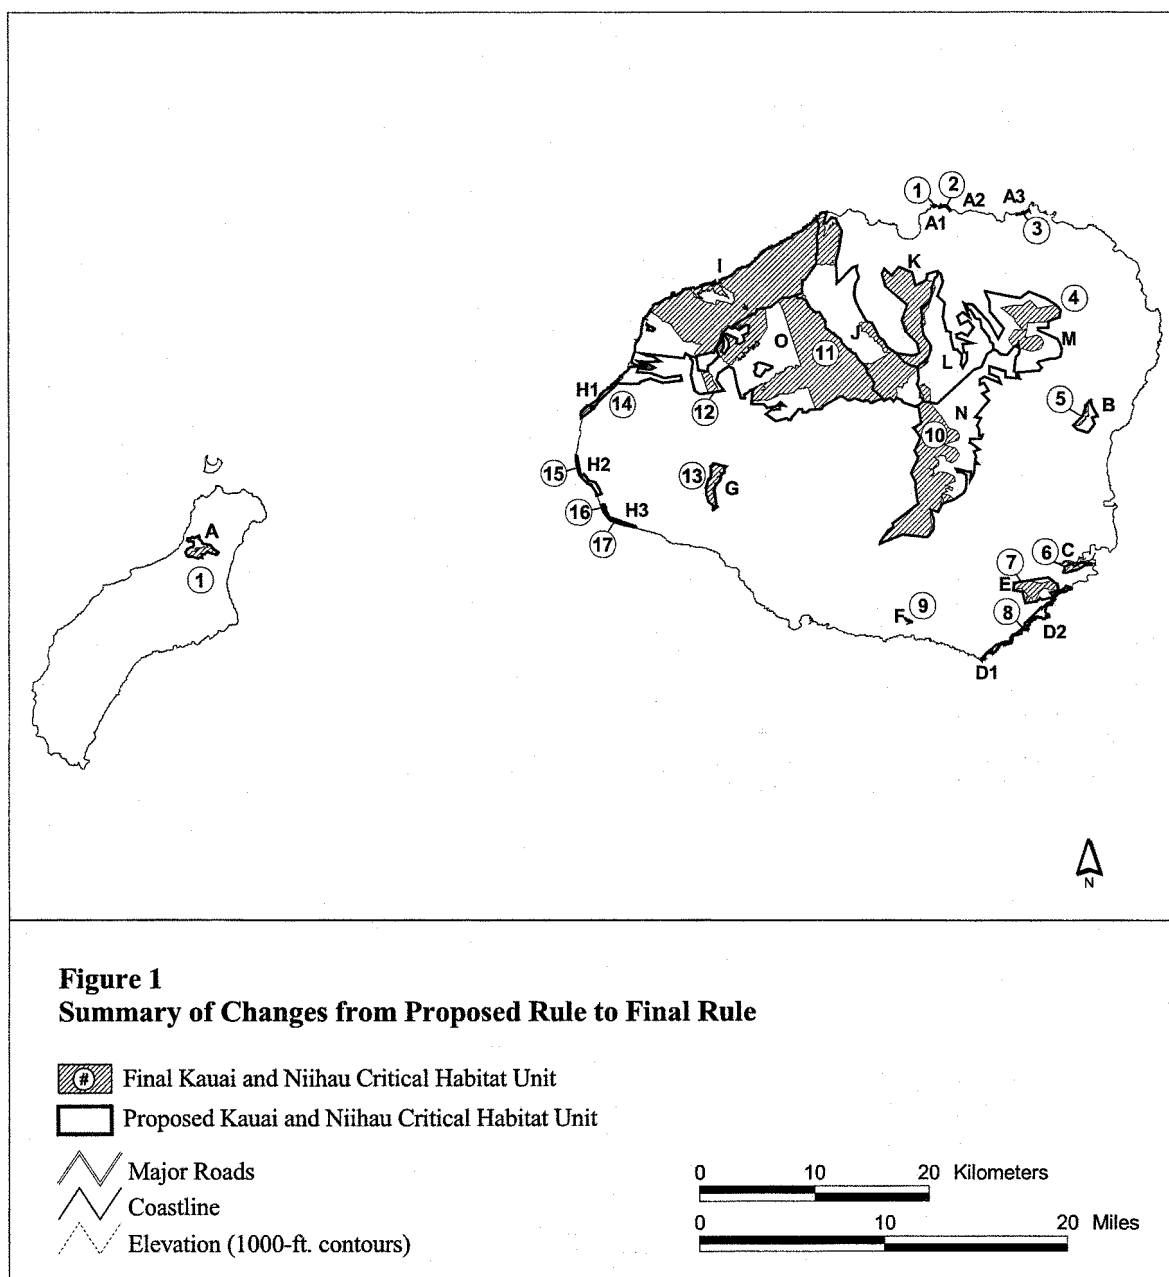 1
2
A2
A3
A1
3
I
K
4
J
O
11
L
M
H1
14
12
N
5
B
10
15
H2
13
G
16
H3
17
A
1
6
C
7
E
F
9
8
D2
D1
N
Figure 1
Summary of Changes from Proposed Rule to Final Rule
# Final Kauai and Niihau Critical Habitat Unit
Proposed Kauai and Niihau Critical Habitat Unit
Major Roads
Coastline
Elevation (1000-ft. contours)
0 10 20 Kilometers
0 10 20 Miles